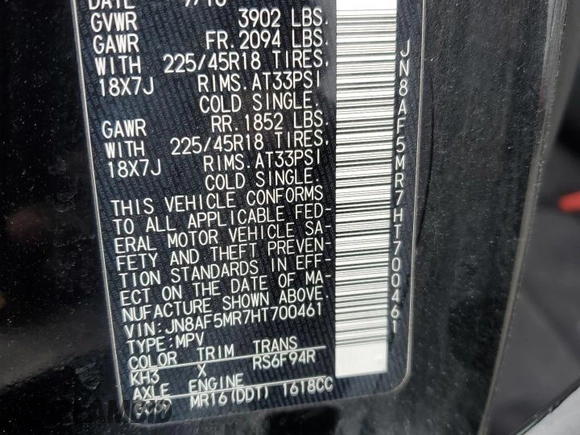 DATE
GVWR 3902 LBS.
GAWR FR. 2094 LBS.
WITH 225/45R18 TIRES,
18X7J RIMS.AT33PSI
COLD SINGLE.
GAWR RR. 1852 LBS.
WITH 225/45R18 TIRES,
18X7J RIMS.AT33PSI
COLD SINGLE.
THIS VEHICLE CONFORMS
TO ALL APPLICABLE FED-
ERAL MOTOR VEHICLE SA-
FETY AND THEFT PREVEN-
TION STANDARDS IN EFF-
ECT ON THE DATE OF MA-
NUFACTURE SHOWN ABOVE.
VIN: JN8AF5MR7HT700461
TYPE: MPV
COLOR TRIM TRANS
KH3 X RS6F94R
AXLE ENGINE
MR16(DDT) 1618CC
JN8AF5MR7HT700461